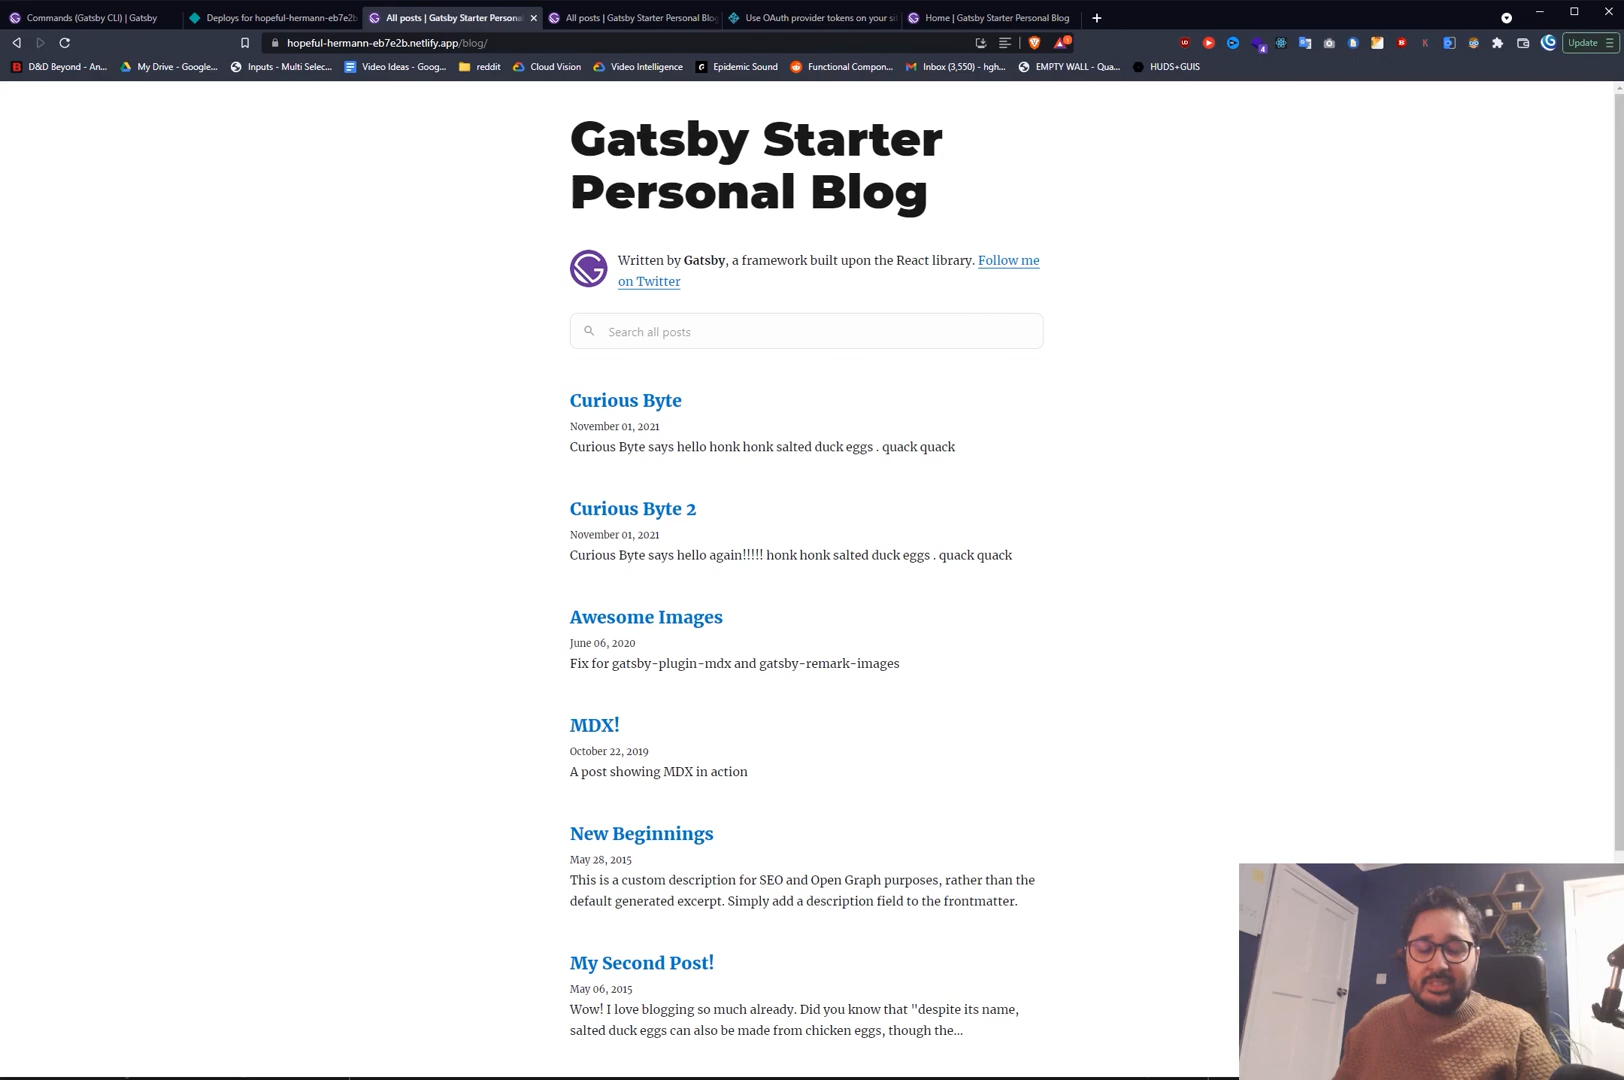 Commands (Gatsby CLI) | Gatsby
Deploys for hopeful-hermann-eb7e2b
All posts | Gatsby Starter Personal
All posts | Gatsby Starter Personal Blog
Use OAuth provider tokens on your si
Home | Gatsby Starter Personal Blog
hopeful-hermann-eb7e2b.netlify.app/blog/
Update
D&D Beyond - An...
My Drive - Google...
Inputs - Multi Selec...
Video Ideas - Goog...
reddit
Cloud Vision
Video Intelligence
Epidemic Sound
Functional Compon...
Inbox (3,550) - hgh...
EMPTY WALL - Qua...
HUDS+GUIS
Gatsby Starter
Personal Blog
Written by Gatsby, a framework built upon the React library. Follow me
on Twitter
Search all posts
Curious Byte
November 01, 2021
Curious Byte says hello honk honk salted duck eggs . quack quack
Curious Byte 2
November 01, 2021
Curious Byte says hello again!!!!! honk honk salted duck eggs . quack quack
Awesome Images
June 06, 2020
Fix for gatsby-plugin-mdx and gatsby-remark-images
MDX!
October 22, 2019
A post showing MDX in action
New Beginnings
May 28, 2015
This is a custom description for SEO and Open Graph purposes, rather than the
default generated excerpt. Simply add a description field to the frontmatter.
My Second Post!
May 06, 2015
Wow! I love blogging so much already. Did you know that "despite its name,
salted duck eggs can also be made from chicken eggs, though the...